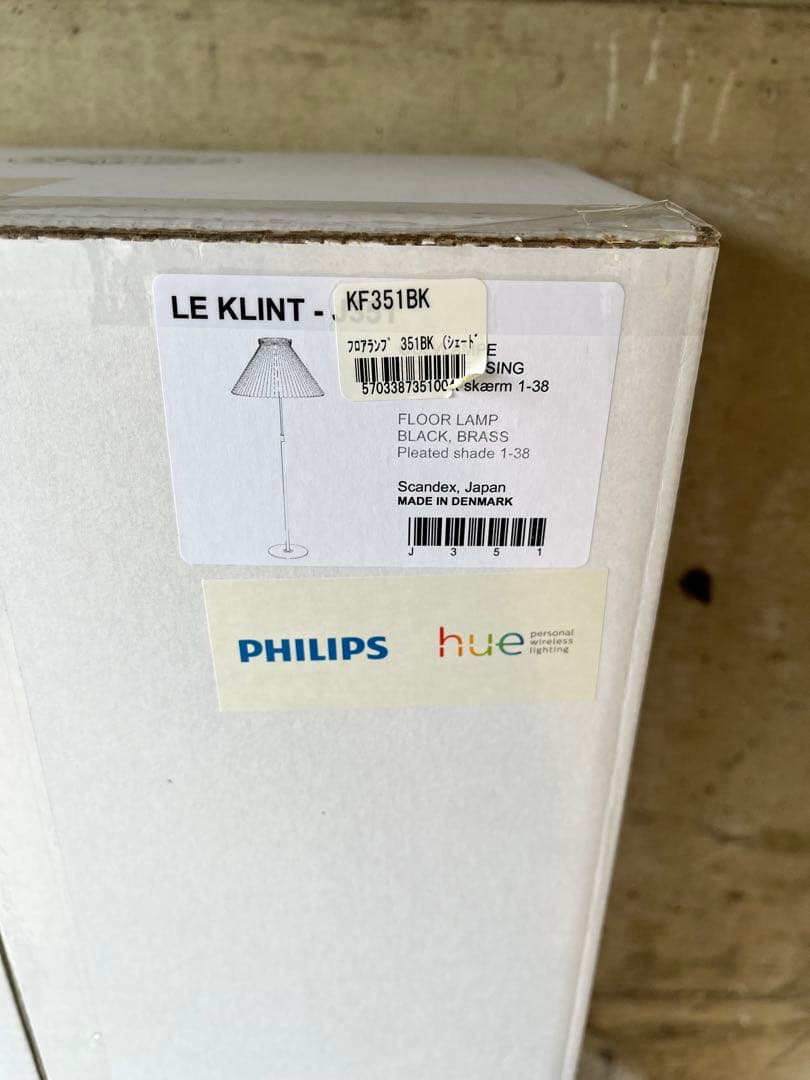 LE KLINT -
KF351BK
フロアランプ 351BK (シェード
SING
skærm 1-38
FLOOR LAMP
BLACK, BRASS
Pleated shade 1-38
Scandex, Japan
MADE IN DENMARK
J 3 5 1
PHILIPS
hue personal
wireless
lighting